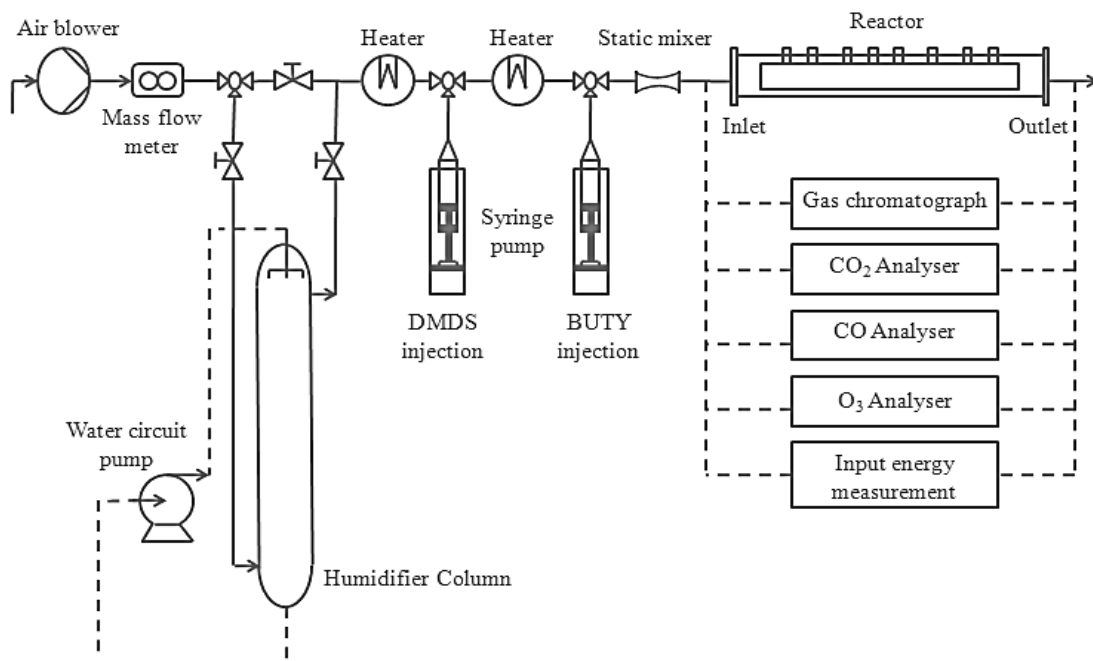 Air blower
Mass flow
meter
Heater
Heater
Static mixer
Reactor
Inlet
Outlet
Syringe
pump
DMDS
injection
BUTY
injection
Gas chromatograph
CO₂ Analyser
CO Analyser
O₃ Analyser
Input energy
measurement
Water circuit
pump
Humidifier Column